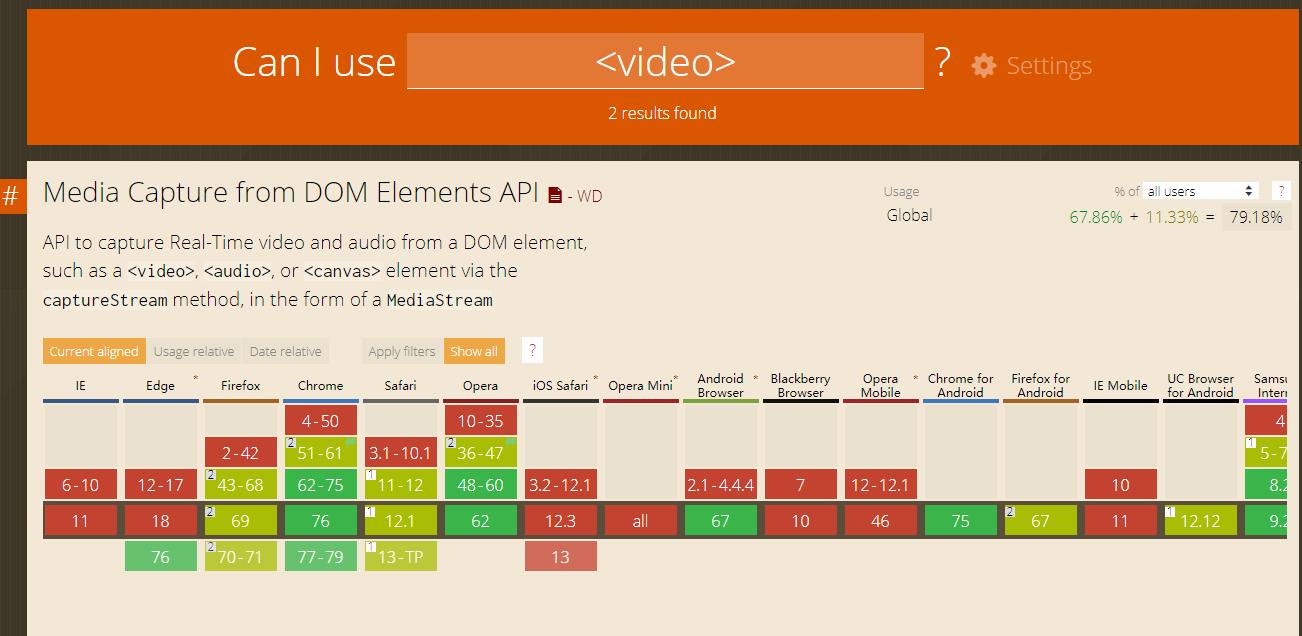 Can I use <video> ? Settings
2 results found
#
Media Capture from DOM Elements API - WD
Usage % of all users ?
Global 67.86% + 11.33% = 79.18%
API to capture Real-Time video and audio from a DOM element,
such as a <video>, <audio>, or <canvas> element via the
captureStream method, in the form of a MediaStream
Current aligned Usage relative Date relative Apply filters Show all ?
IE Edge * Firefox Chrome Safari Opera iOS Safari * Opera Mini * Android Browser * Blackberry Browser Opera Mobile * Chrome for Android Firefox for Android IE Mobile UC Browser for Android
4-50 10-35 4
2-42 2 51-61 3.1-10.1 2 36-47 1 5-7
6-10 12-17 2 43-68 62-75 1 11-12 48-60 3.2-12.1 2.1-4.4.4 7 12-12.1 10 8.2
11 18 2 69 76 1 12.1 62 12.3 all 67 10 46 75 2 67 11 1 12.12 9.2
76 2 70-71 77-79 1 13-TP 13